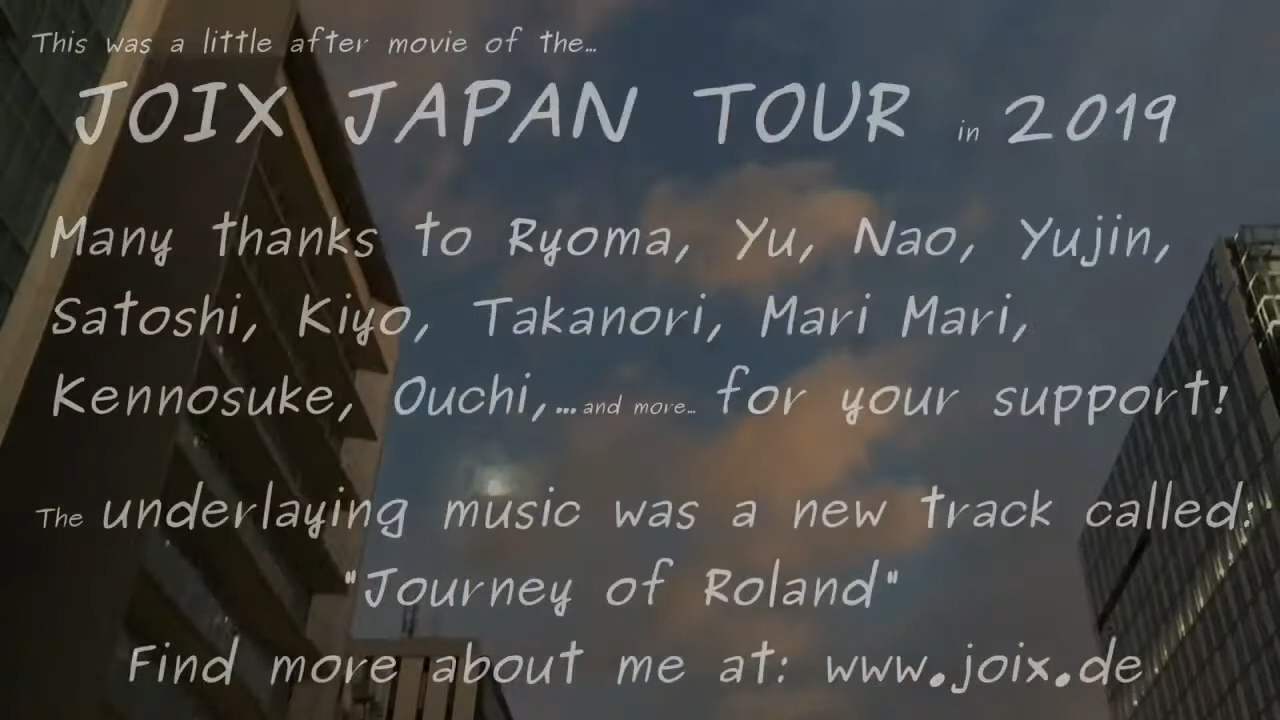 This was a little after movie of the...
JOIX JAPAN TOUR in 2019
Many thanks to Ryoma, Yu, Nao, Yujin,
Satoshi, Kiyo, Takanori, Mari Mari,
Kennosuke, Ouchi,... and more... for your support!
The underlaying music was a new track called:
"Journey of Roland"
Find more about me at: www.joix.de